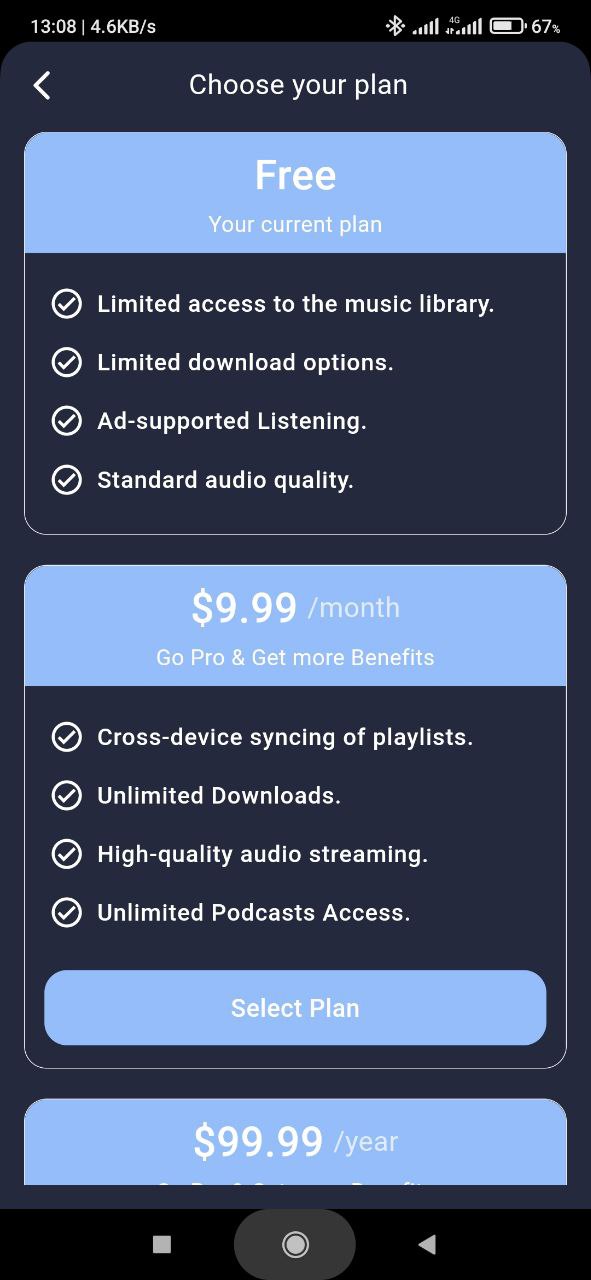 13:08 | 4.6KB/s 4G 67%
Choose your plan
Free
Your current plan
Limited access to the music library.
Limited download options.
Ad-supported Listening.
Standard audio quality.
$9.99 /month
Go Pro & Get more Benefits
Cross-device syncing of playlists.
Unlimited Downloads.
High-quality audio streaming.
Unlimited Podcasts Access.
Select Plan
$99.99 /year